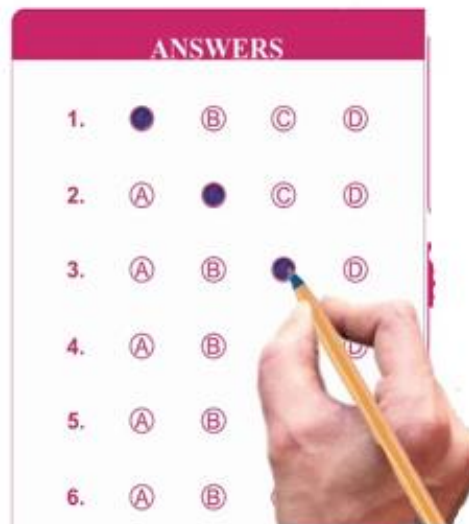 ANSWERS
1. Ⓑ Ⓒ Ⓓ
2. Ⓐ Ⓒ Ⓓ
3. Ⓐ Ⓑ Ⓓ
4. Ⓐ Ⓑ Ⓓ
5. Ⓐ Ⓑ
6. Ⓐ Ⓑ